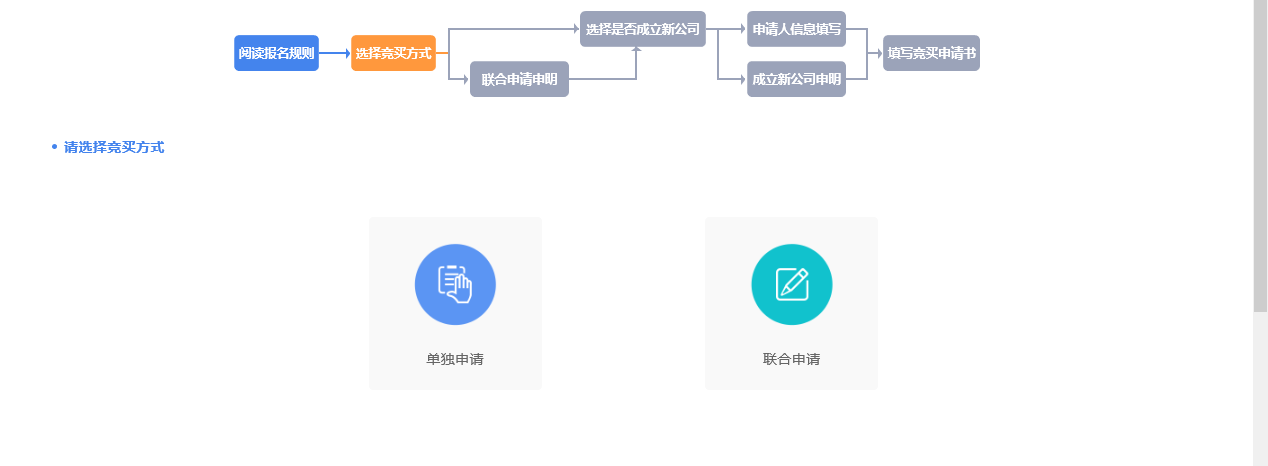 选择是否成立新公司
申请人信息填写
阅读报名规则
选择竞买方式
填写竞买申请书
联合申请申明
成立新公司申明
请选择竞买方式
单独申请
联合申请